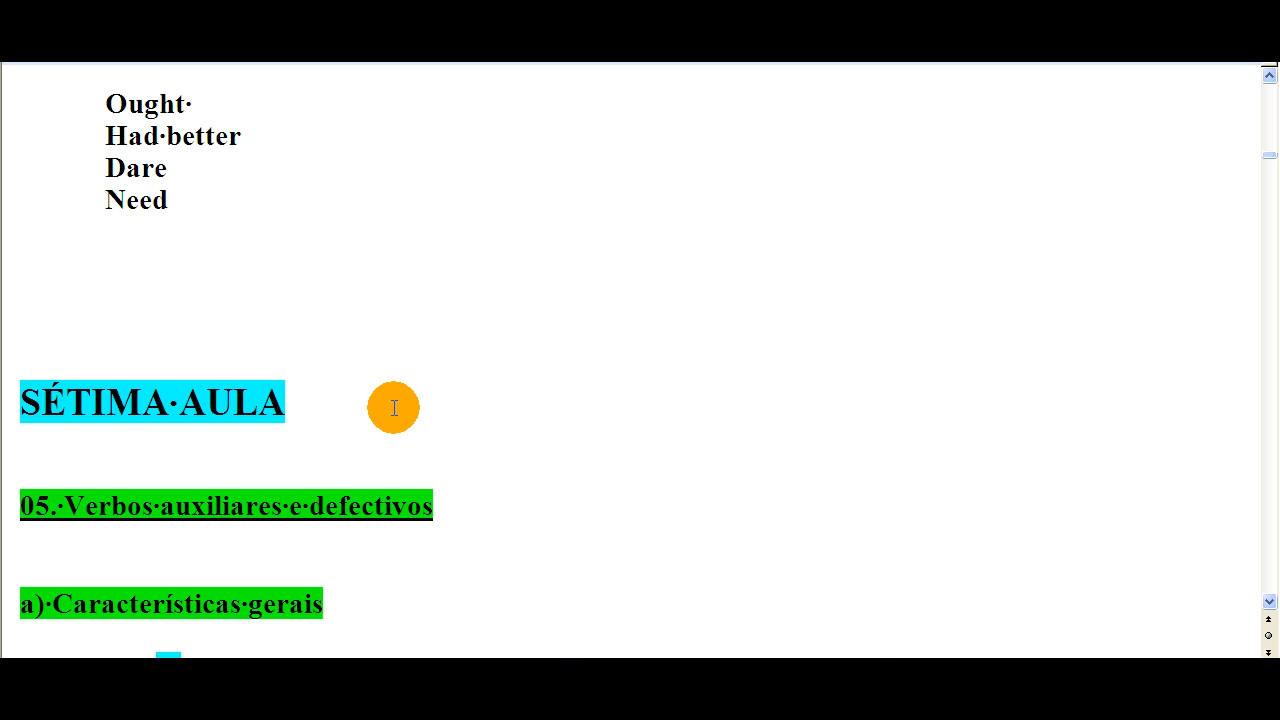 Ought·
Had·better
Dare
Need
SÉTIMA·AULA
05.·Verbos·auxiliares·e·defectivos
a)·Características·gerais